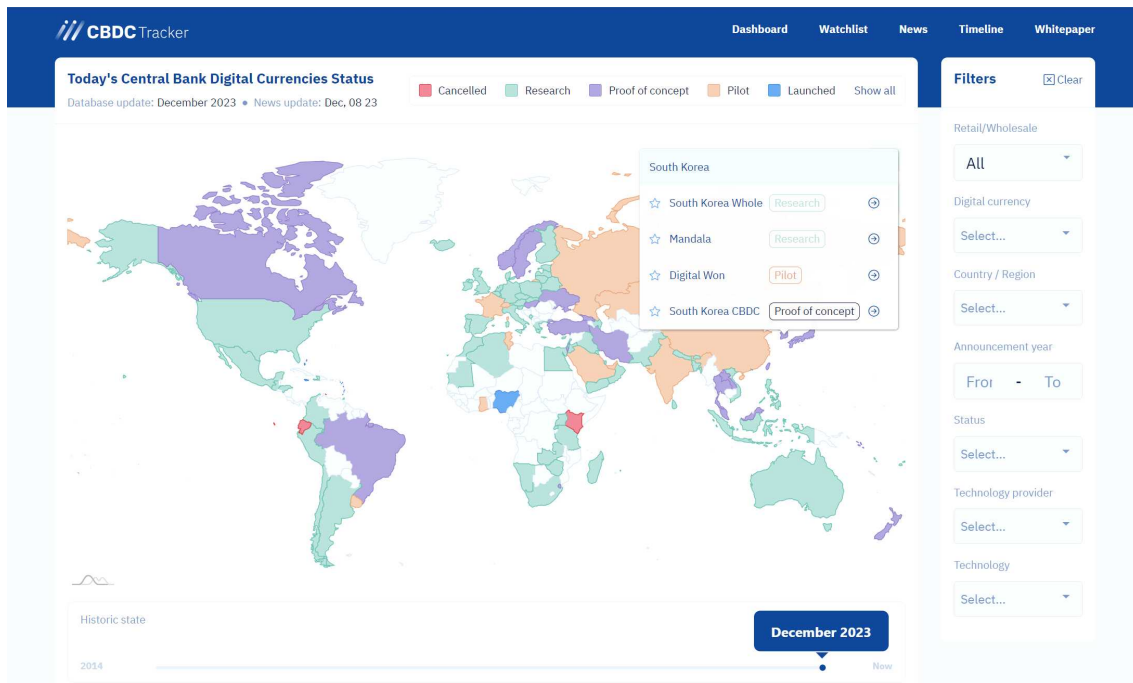 CBDC Tracker
Dashboard Watchlist News Timeline Whitepaper
Today's Central Bank Digital Currencies Status
Database update: December 2023 • News update: Dec, 08 23
Cancelled Research Proof of concept Pilot Launched Show all
South Korea
South Korea Whole Research
Mandala Research
Digital Won Pilot
South Korea CBDC Proof of concept
Historic state
December 2023
2014 Now
Filters Clear
Retail/Wholesale
All
Digital currency
Select...
Country / Region
Select...
Announcement year
Fror - To
Status
Select...
Technology provider
Select...
Technology
Select...